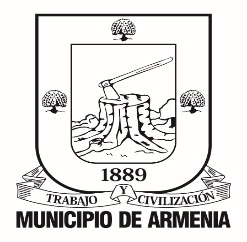 1889
TRABAJO Y CIVILIZACIÓN
MUNICIPIO DE ARMENIA